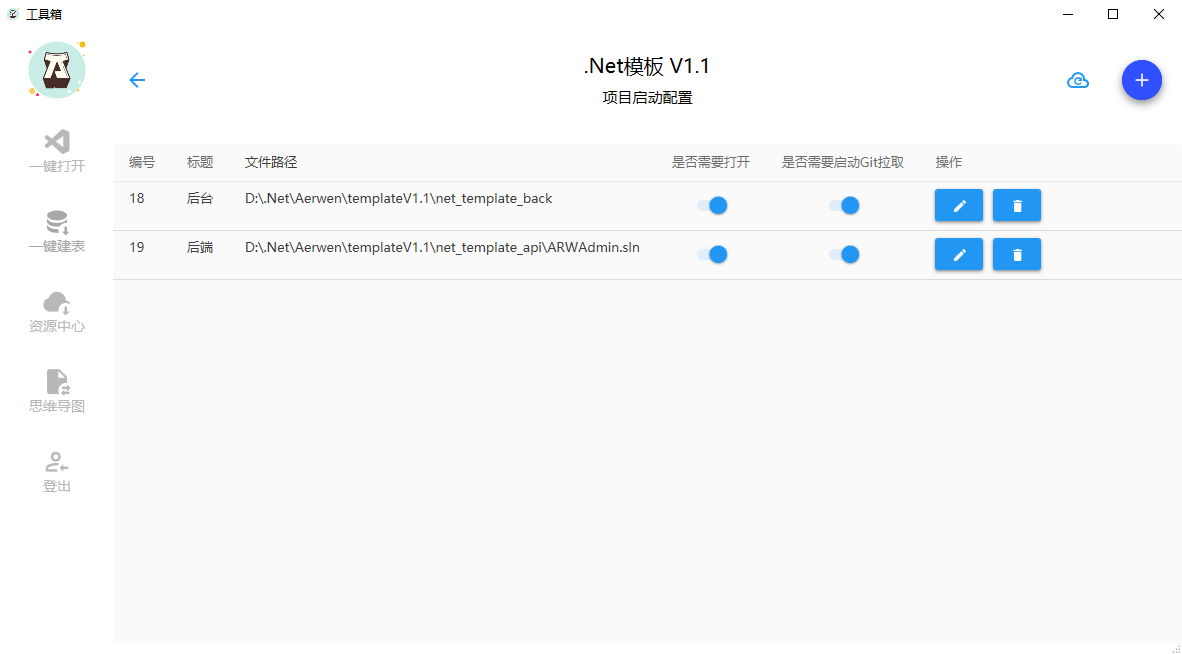 工具箱
.Net模板 V1.1
项目启动配置
一键打开
一键建表
资源中心
思维导图
登出
编号 标题 文件路径 是否需要打开 是否需要启动Git拉取 操作
18 后台 D:\.Net\Aerwen\templateV1.1\net_template_back
19 后端 D:\.Net\Aerwen\templateV1.1\net_template_api\ARWAdmin.sln